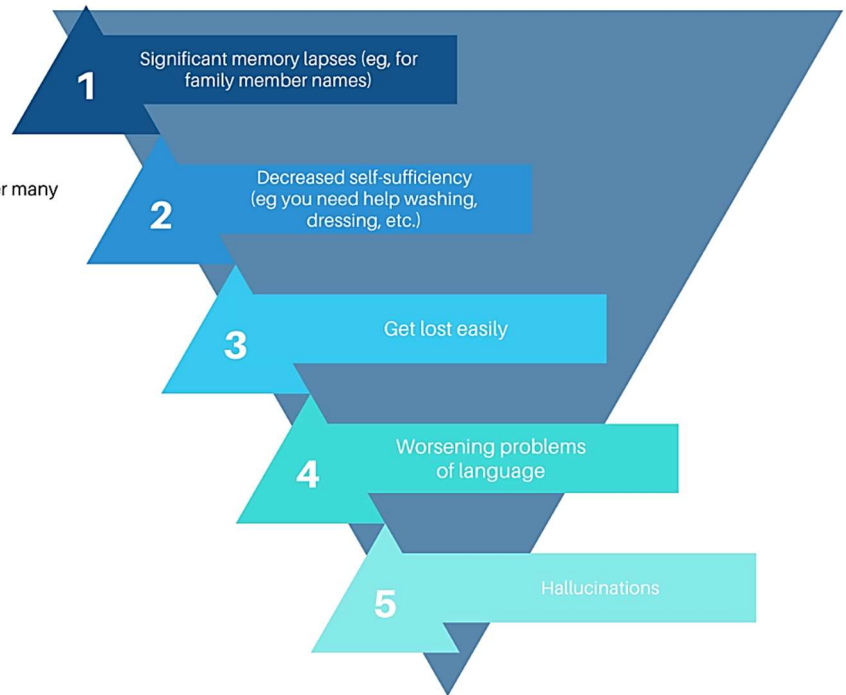 1
Significant memory lapses (eg, for
family member names)
er many
2
Decreased self-sufficiency
(eg you need help washing,
dressing, etc.)
3
Get lost easily
4
Worsening problems
of language
5
Hallucinations